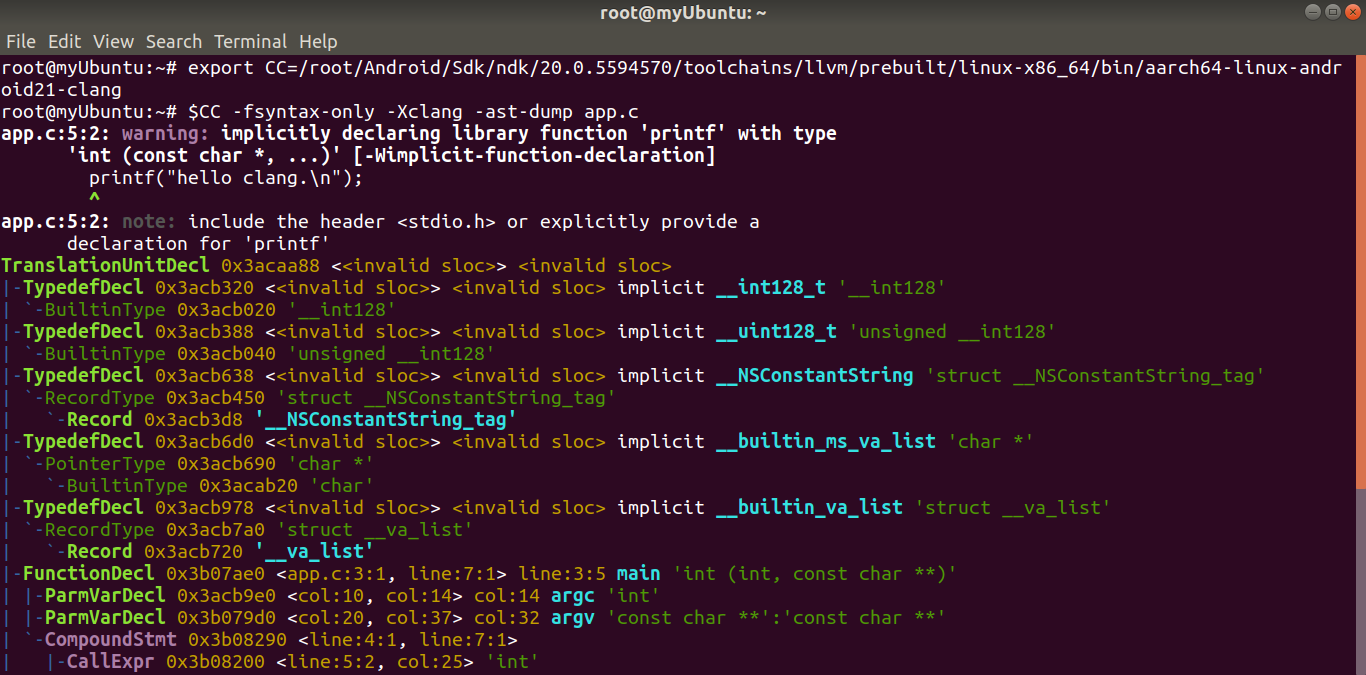 root@myUbuntu: ~
File Edit View Search Terminal Help
root@myUbuntu:~# export CC=/root/Android/Sdk/ndk/20.0.5594570/toolchains/llvm/prebuilt/linux-x86_64/bin/aarch64-linux-andr
oid21-clang
root@myUbuntu:~# $CC -fsyntax-only -Xclang -ast-dump app.c
app.c:5:2: warning: implicitly declaring library function 'printf' with type
      'int (const char *, ...)' [-Wimplicit-function-declaration]
        printf("hello clang.\n");
        ^
app.c:5:2: note: include the header <stdio.h> or explicitly provide a
      declaration for 'printf'
TranslationUnitDecl 0x3acaa88 <<invalid sloc>> <invalid sloc>
|-TypedefDecl 0x3acb320 <<invalid sloc>> <invalid sloc> implicit __int128_t '__int128'
| `-BuiltinType 0x3acb020 '__int128'
|-TypedefDecl 0x3acb388 <<invalid sloc>> <invalid sloc> implicit __uint128_t 'unsigned __int128'
| `-BuiltinType 0x3acb040 'unsigned __int128'
|-TypedefDecl 0x3acb638 <<invalid sloc>> <invalid sloc> implicit __NSConstantString 'struct __NSConstantString_tag'
| `-RecordType 0x3acb450 'struct __NSConstantString_tag'
|   `-Record 0x3acb3d8 '__NSConstantString_tag'
|-TypedefDecl 0x3acb6d0 <<invalid sloc>> <invalid sloc> implicit __builtin_ms_va_list 'char *'
| `-PointerType 0x3acb690 'char *'
|   `-BuiltinType 0x3acab20 'char'
|-TypedefDecl 0x3acb978 <<invalid sloc>> <invalid sloc> implicit __builtin_va_list 'struct __va_list'
| `-RecordType 0x3acb7a0 'struct __va_list'
|   `-Record 0x3acb720 '__va_list'
|-FunctionDecl 0x3b07ae0 <app.c:3:1, line:7:1> line:3:5 main 'int (int, const char **)'
| |-ParmVarDecl 0x3acb9e0 <col:10, col:14> col:14 argc 'int'
| |-ParmVarDecl 0x3b079d0 <col:20, col:37> col:32 argv 'const char **':'const char **'
| `-CompoundStmt 0x3b08290 <line:4:1, line:7:1>
|   |-CallExpr 0x3b08200 <line:5:2, col:25> 'int'